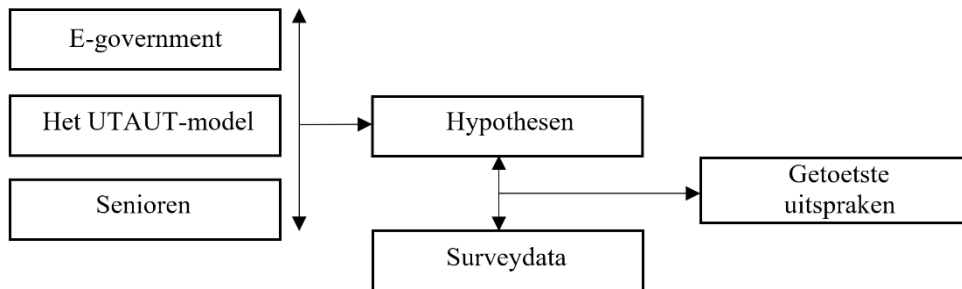 E-government
Het UTAUT-model
Senioren
Hypothesen
Surveydata
Getoetste
uitspraken